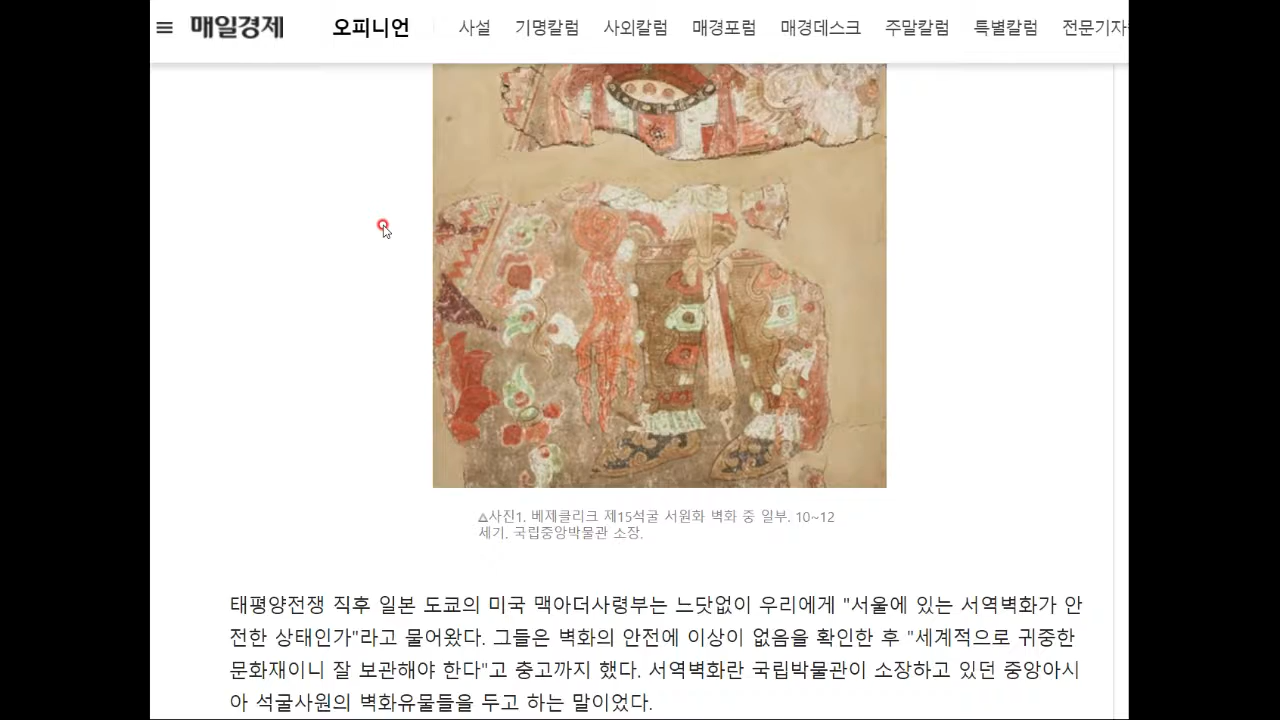 매일경제 오피니언 사설 기명칼럼 사외칼럼 매경포럼 매경데스크 주말칼럼 특별칼럼 전문기자
△사진1. 베제클리크 제15석굴 서원화 벽화 중 일부. 10~12
세기. 국립중앙박물관 소장.
태평양전쟁 직후 일본 도쿄의 미국 맥아더사령부는 느닷없이 우리에게 "서울에 있는 서역벽화가 안
전한 상태인가"라고 물어왔다. 그들은 벽화의 안전에 이상이 없음을 확인한 후 "세계적으로 귀중한
문화재이니 잘 보관해야 한다"고 충고까지 했다. 서역벽화란 국립박물관이 소장하고 있던 중앙아시
아 석굴사원의 벽화유물들을 두고 하는 말이었다.